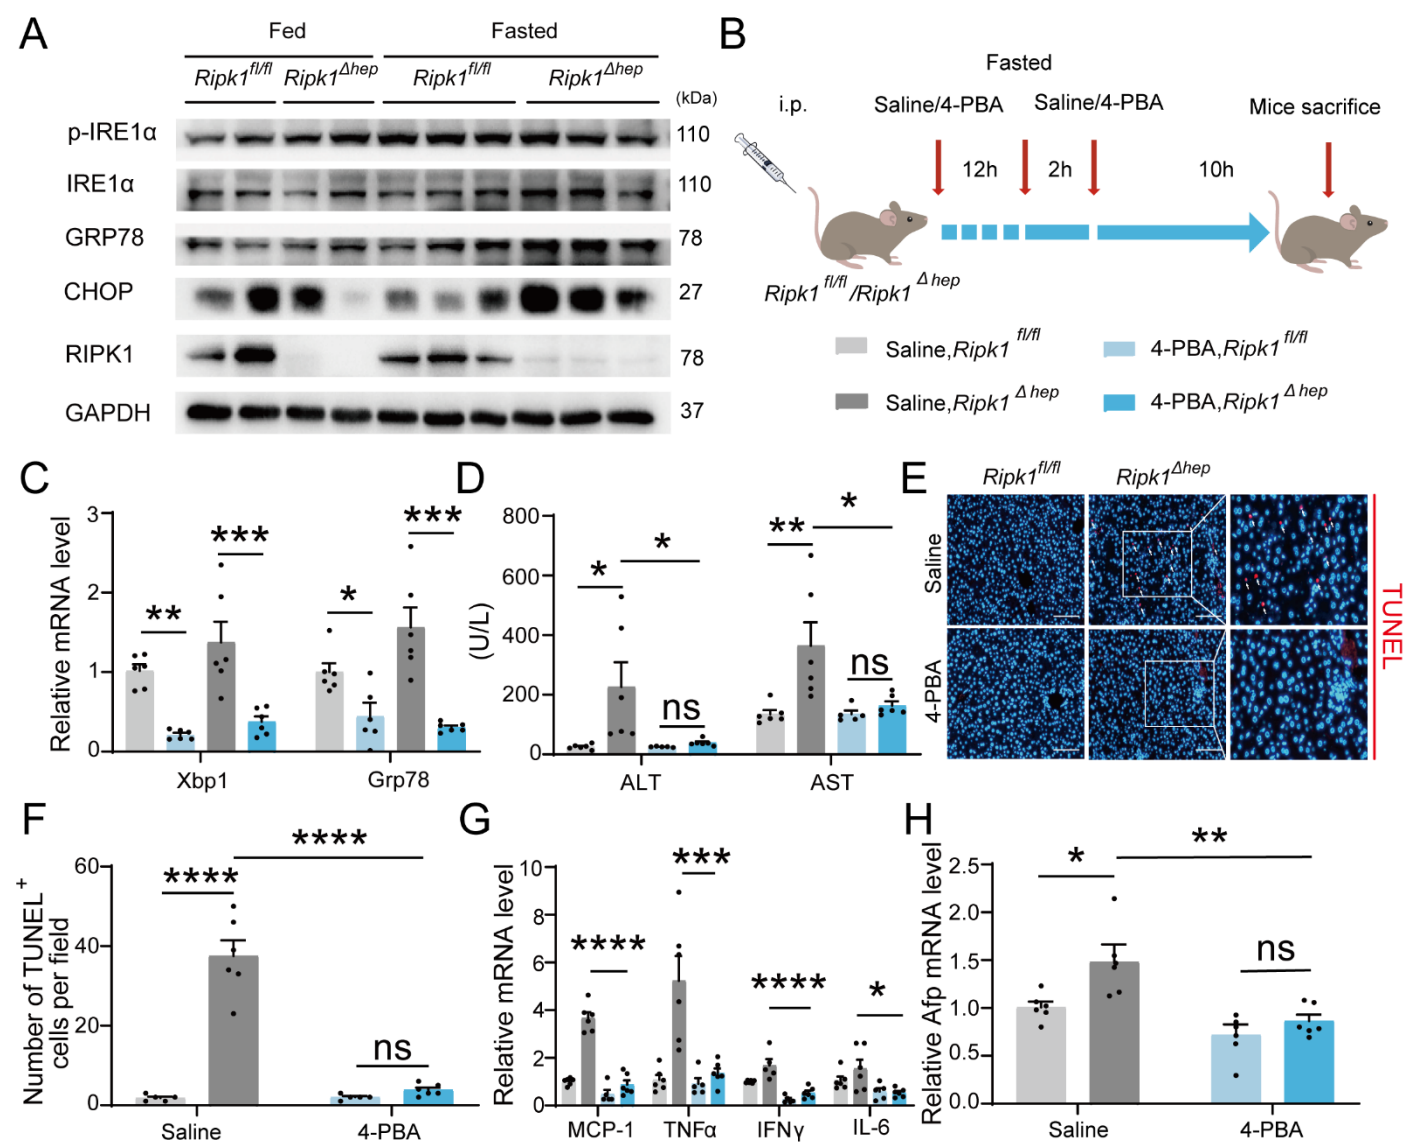 A
Fed
Fasted
Ripk1fl/fl Ripk1Δhep Ripk1fl/fl Ripk1Δhep
(kDa)
p-IRE1α 110
IRE1α 110
GRP78 78
CHOP 27
RIPK1 78
GAPDH 37
B
Fasted
i.p. Saline/4-PBA Saline/4-PBA Mice sacrifice
12h 2h 10h
Ripk1fl/fl/Ripk1Δhep
Saline,Ripk1fl/fl 4-PBA,Ripk1fl/fl
Saline,Ripk1Δhep 4-PBA,Ripk1Δhep
C
Relative mRNA level
3
2
1
0
** *** * ***
Xbp1 Grp78
D
(U/L)
800
600
400
200
0
* * ns ** * ns
ALT AST
E
Ripk1fl/fl Ripk1Δhep
Saline
4-PBA
TUNEL
F
Number of TUNEL+
cells per field
60
40
20
0
**** **** ns
Saline 4-PBA
G
Relative mRNA level
10
8
6
4
2
0
**** *** **** *
MCP-1 TNFα IFNγ IL-6
H
Relative Afp mRNA level
2.5
2.0
1.5
1.0
0.5
0.0
* ** ns
Saline 4-PBA